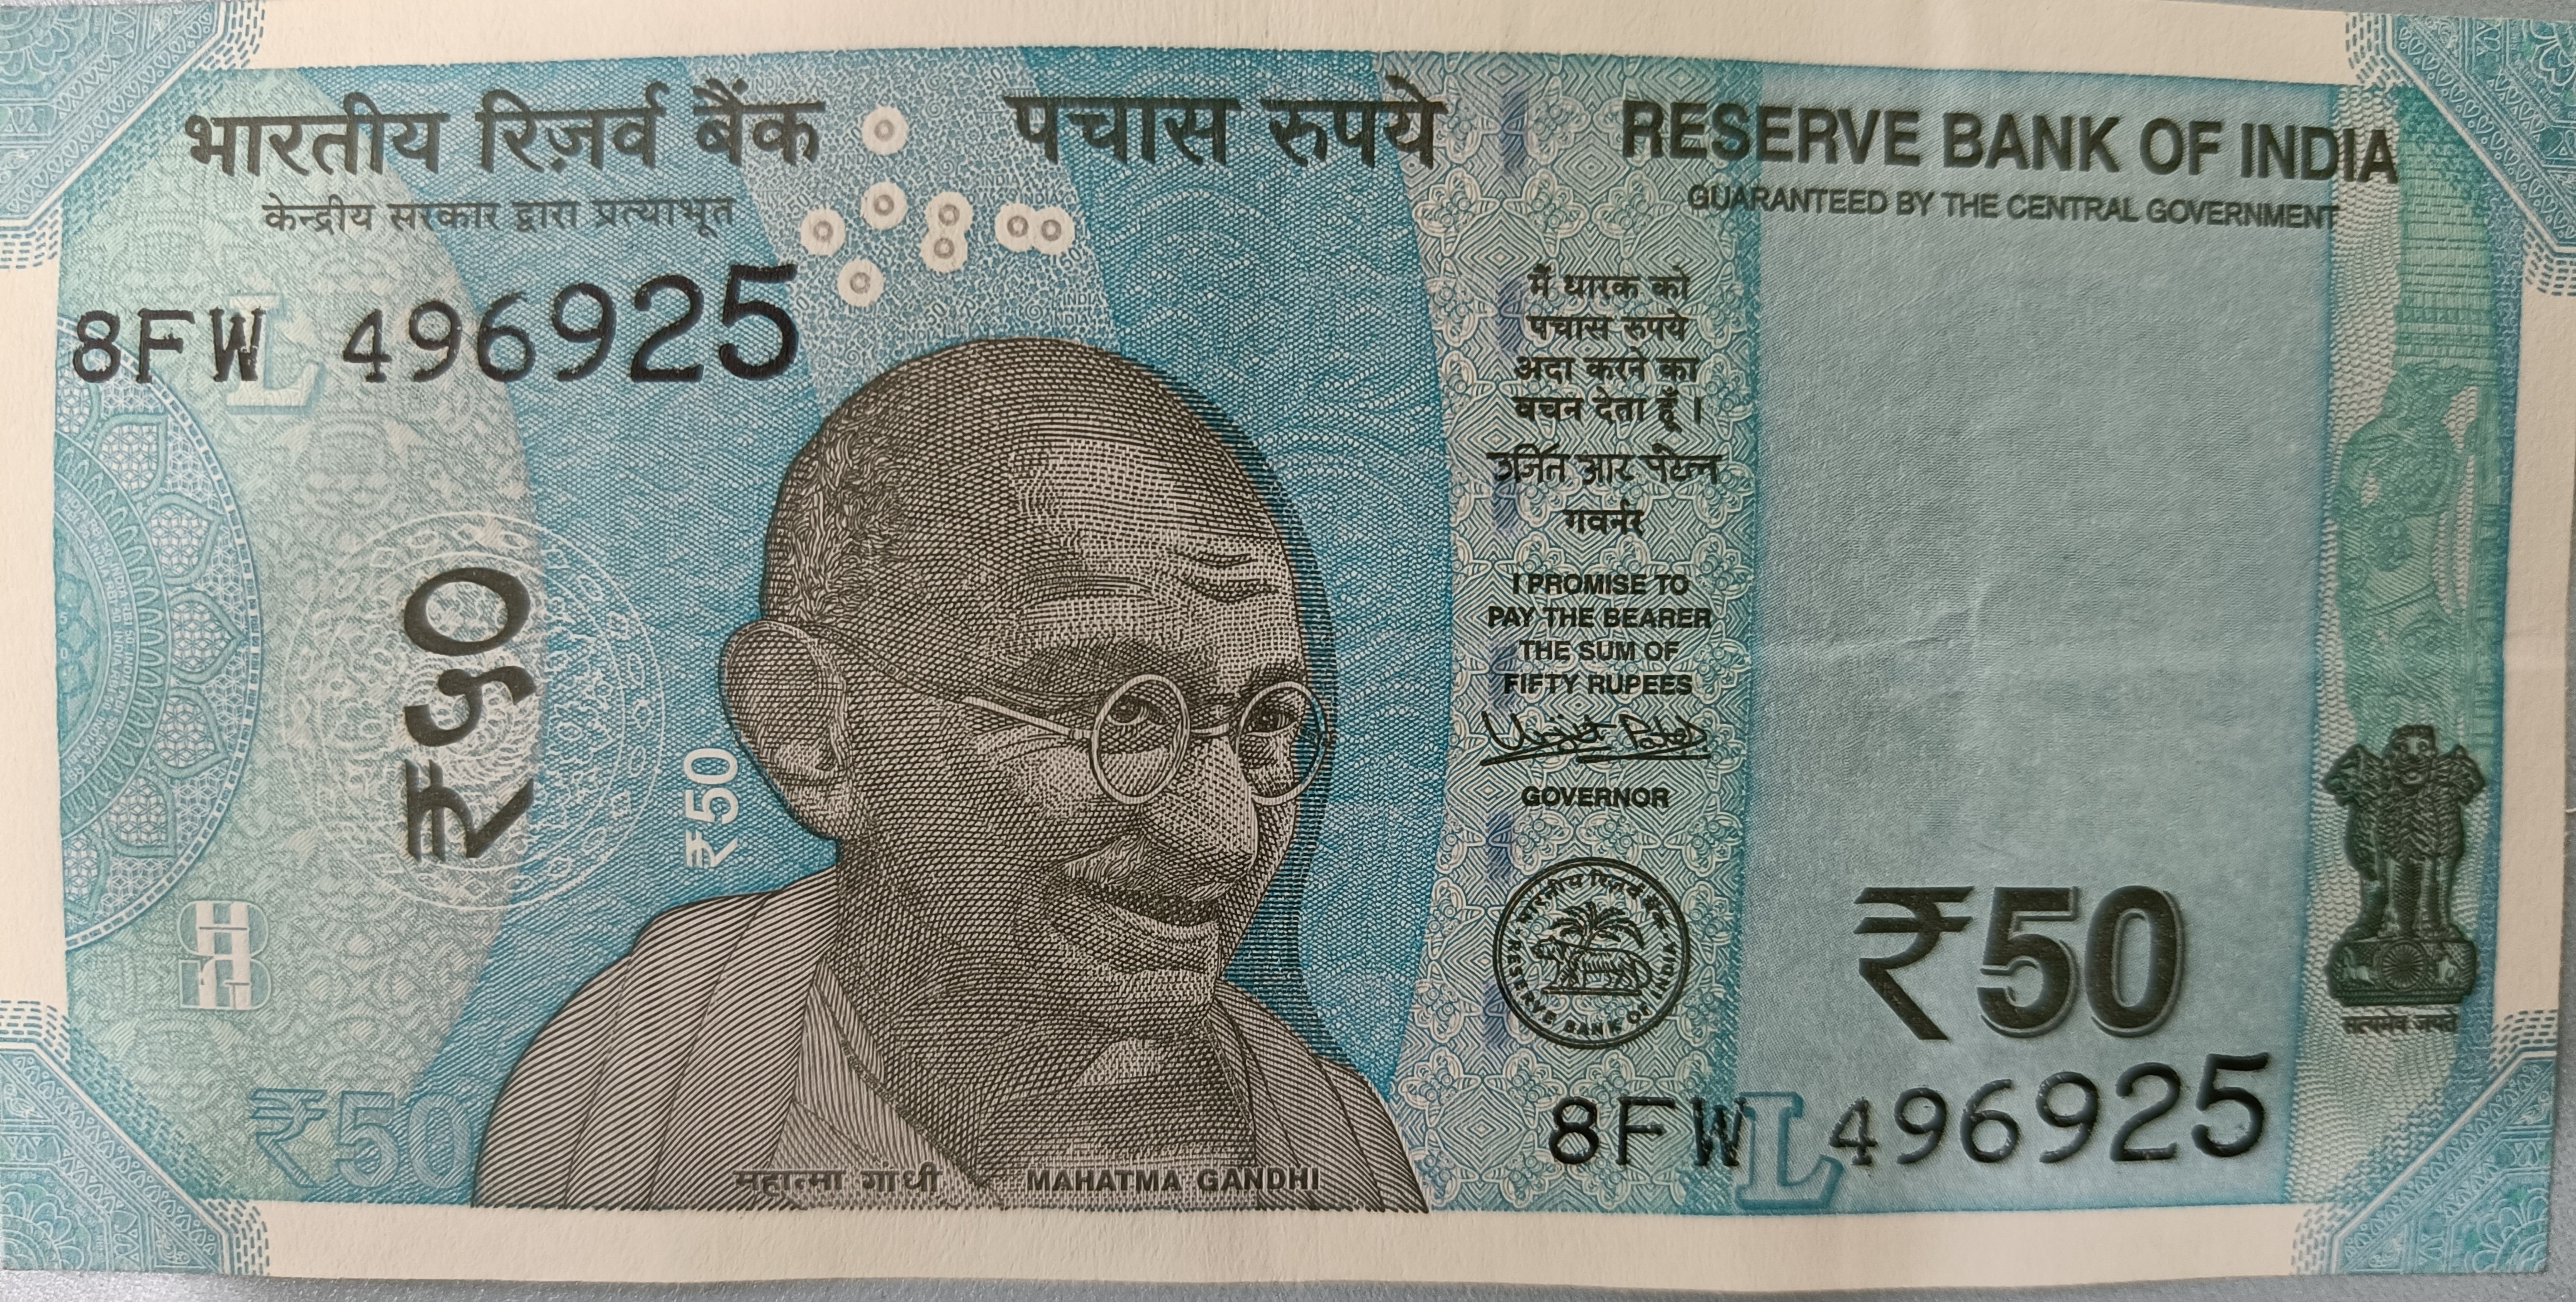 भारतीय रिज़र्व बैंक
केन्द्रीय सरकार द्वारा प्रत्याभूत
8FW 496925
L
₹५०
₹50
₹50
पचास रुपये
महात्मा गांधी MAHATMA GANDHI
RESERVE BANK OF INDIA
GUARANTEED BY THE CENTRAL GOVERNMENT
मैं धारक को
पचास रुपये
अदा करने का
वचन देता हूँ ।
उर्जित आर पटेल
गवर्नर
I PROMISE TO
PAY THE BEARER
THE SUM OF
FIFTY RUPEES
Urjit Patel
GOVERNOR
भारतीय रिज़र्व बैंक
RESERVE BANK OF INDIA
₹50
8FW L 496925
सत्यमेव जयते